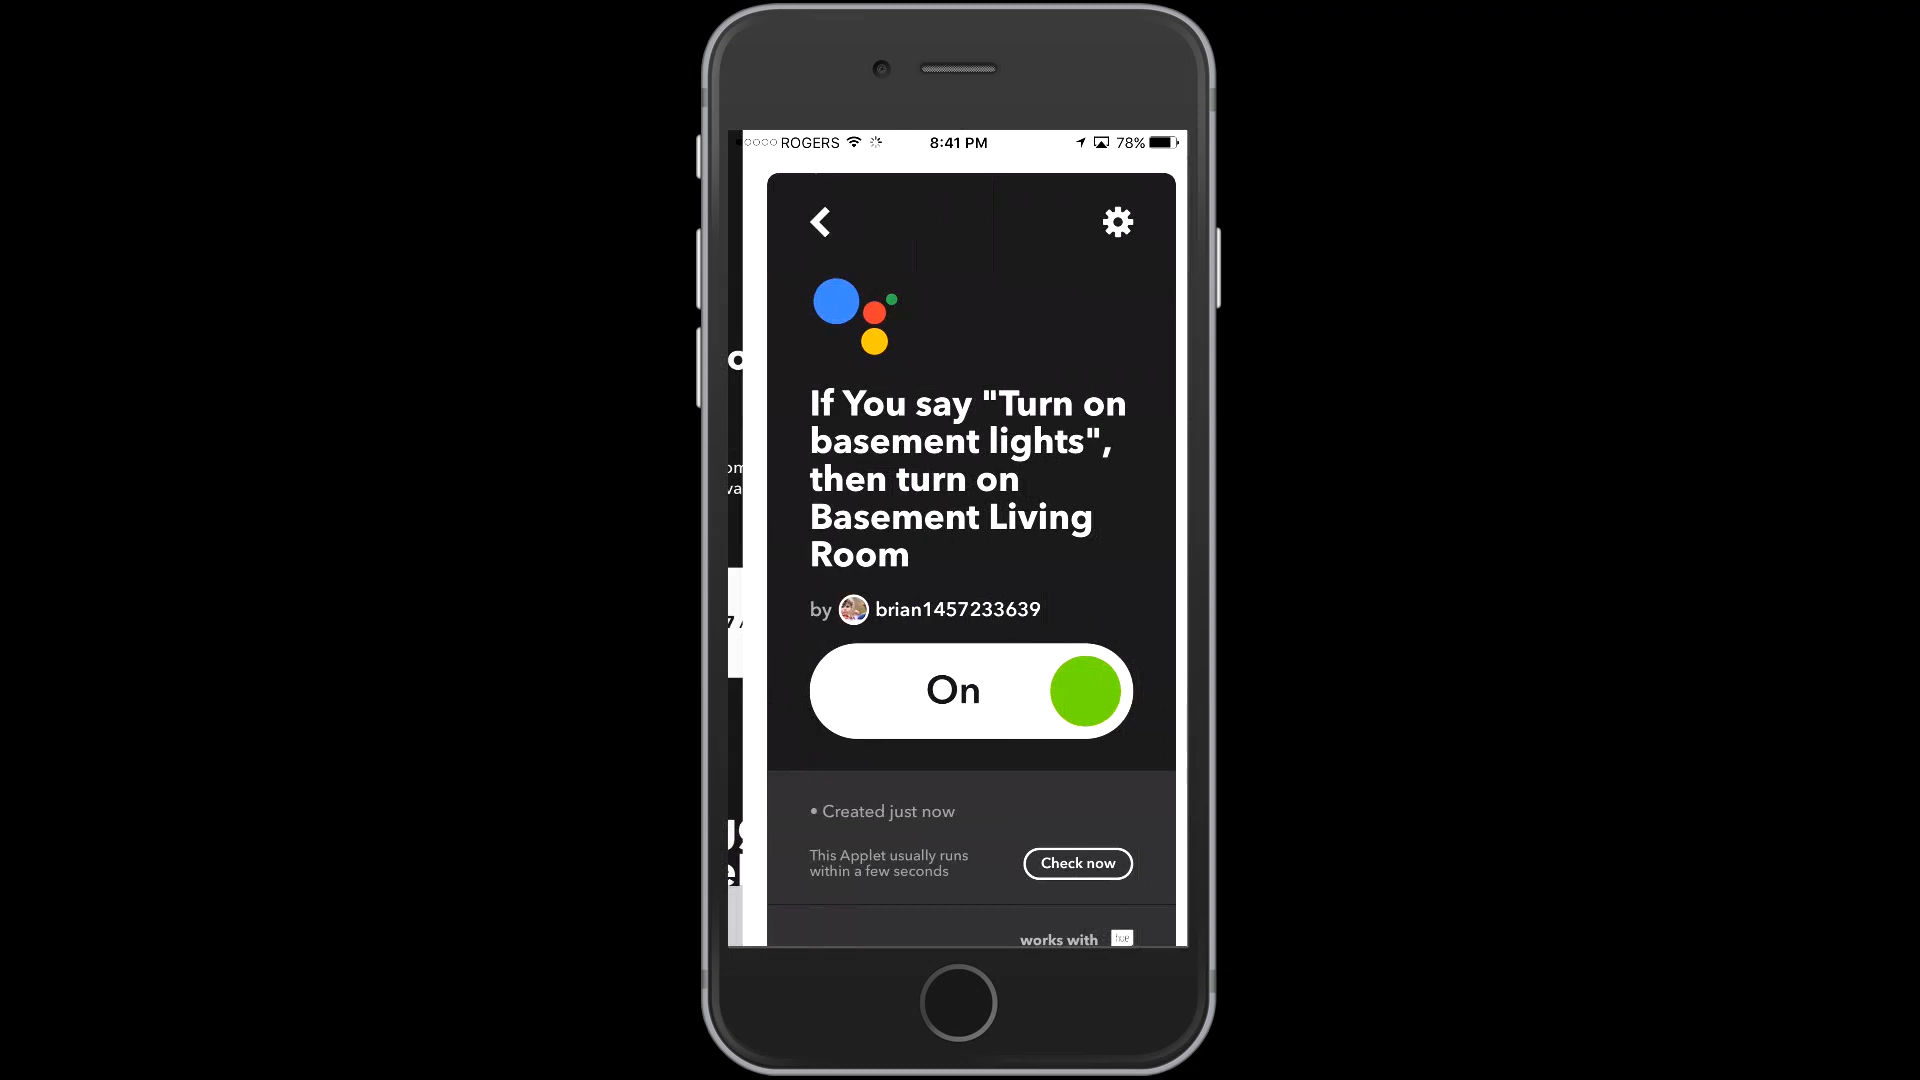 ROGERS 8:41 PM 78%
If You say "Turn on
basement lights",
then turn on
Basement Living
Room
by brian1457233639
On
• Created just now
This Applet usually runs
within a few seconds
Check now
works with hue